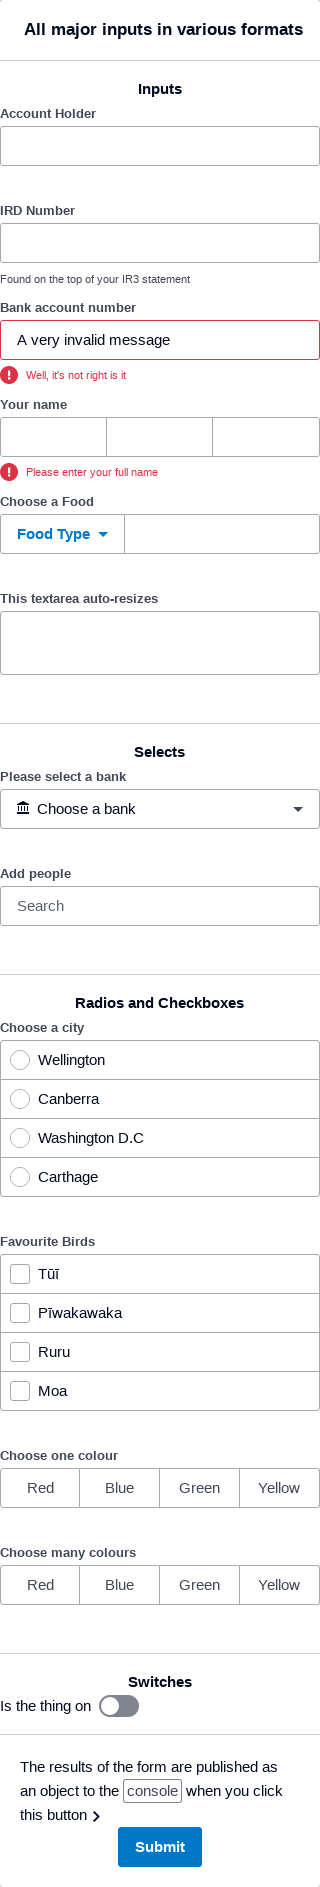 All major inputs in various formats
Inputs
Account Holder
IRD Number
Found on the top of your IR3 statement
Bank account number
A very invalid message
Well, it's not right is it
Your name
Please enter your full name
Choose a Food
Food Type
This textarea auto-resizes
Selects
Please select a bank
Choose a bank
Add people
Search
Radios and Checkboxes
Choose a city
Wellington
Canberra
Washington D.C
Carthage
Favourite Birds
Tūī
Pīwakawaka
Ruru
Moa
Choose one colour
Red Blue Green Yellow
Choose many colours
Red Blue Green Yellow
Switches
Is the thing on
The results of the form are published as
an object to the console when you click
this button
Submit